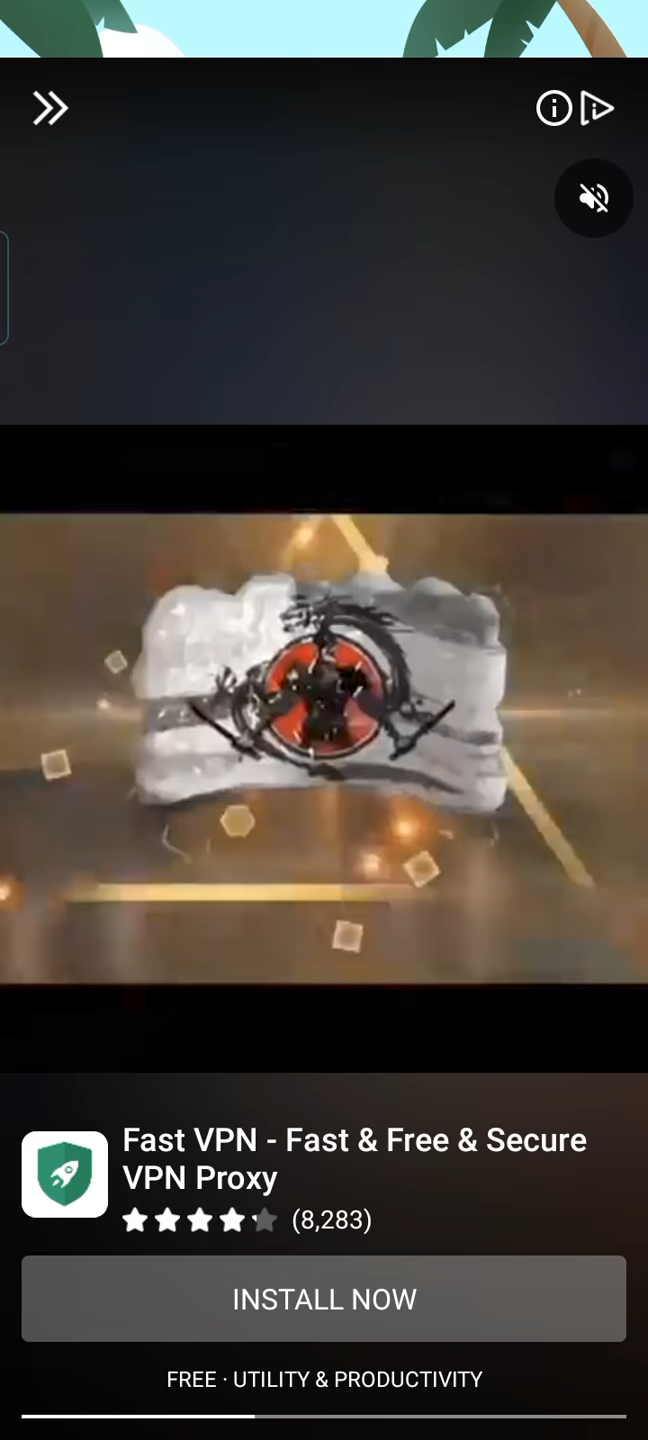 Fast VPN - Fast & Free & Secure
VPN Proxy
(8,283)
INSTALL NOW
FREE · UTILITY & PRODUCTIVITY